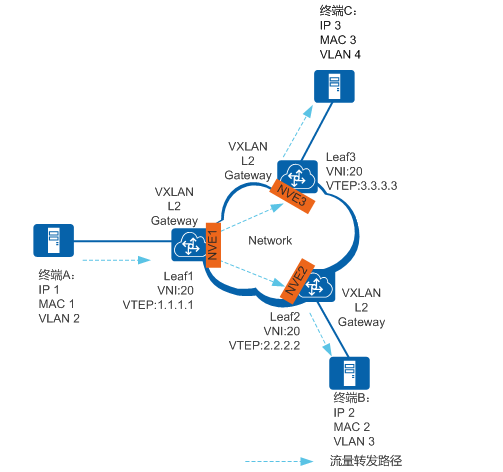 终端C:
IP 3
MAC 3
VLAN 4
VXLAN
L2
Gateway
Leaf3
VNI:20
VTEP:3.3.3.3
NVE3
VXLAN
L2
Gateway
NVE1
Network
终端A:
IP 1
MAC 1
VLAN 2
Leaf1
VNI:20
VTEP:1.1.1.1
NVE2
VXLAN
L2
Gateway
Leaf2
VNI:20
VTEP:2.2.2.2
终端B:
IP 2
MAC 2
VLAN 3
流量转发路径